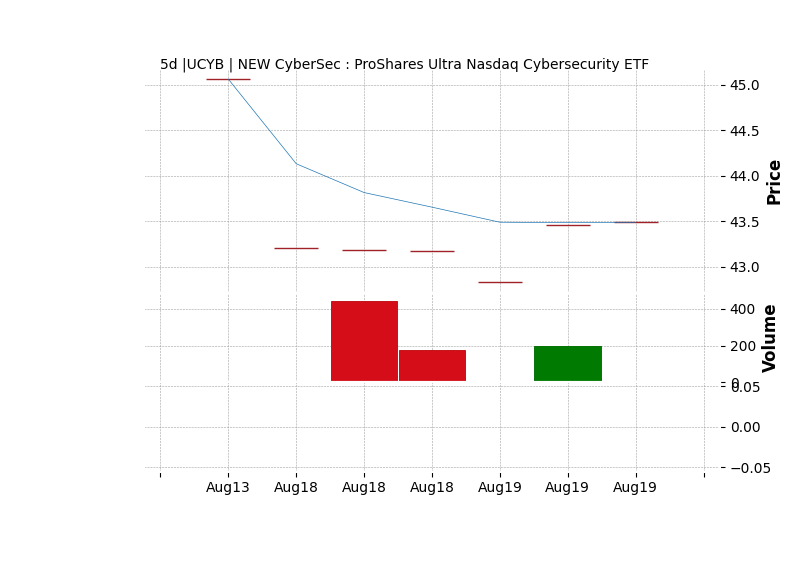 5d |UCYB | NEW CyberSec : ProShares Ultra Nasdaq Cybersecurity ETF
45.0
44.5
44.0
43.5
43.0
Price
400
200
0
Volume
0.05
0.00
−0.05
Aug13 Aug18 Aug18 Aug18 Aug19 Aug19 Aug19